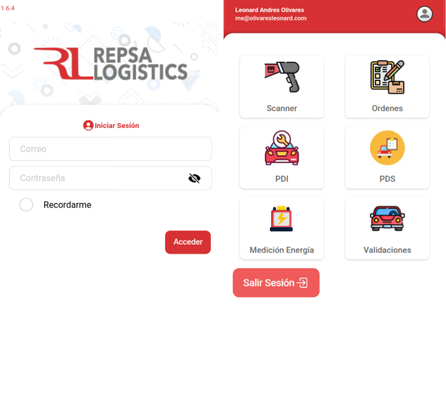 1.6.4
RL REPSA
LOGISTICS
Iniciar Sesión
Correo
Contraseña
Recordarme
Acceder
Leonard Andres Olivares
me@olivaresleonard.com
Scanner
Ordenes
PDI
PDS
Medición Energía
Validaciones
Salir Sesión